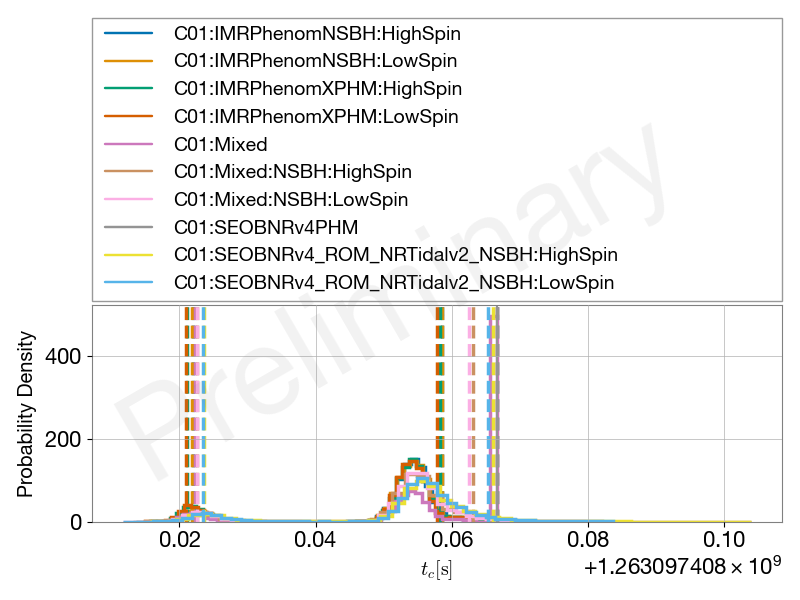 C01:IMRPhenomNSBH:HighSpin
C01:IMRPhenomNSBH:LowSpin
C01:IMRPhenomXPHM:HighSpin
C01:IMRPhenomXPHM:LowSpin
C01:Mixed
C01:Mixed:NSBH:HighSpin
C01:Mixed:NSBH:LowSpin
C01:SEOBNRv4PHM
C01:SEOBNRv4_ROM_NRTidalv2_NSBH:HighSpin
C01:SEOBNRv4_ROM_NRTidalv2_NSBH:LowSpin
Preliminary
Probability Density
400
200
0
0.02 0.04 0.06 0.08 0.10
t_c[s]
+1.263097408 × 10⁹